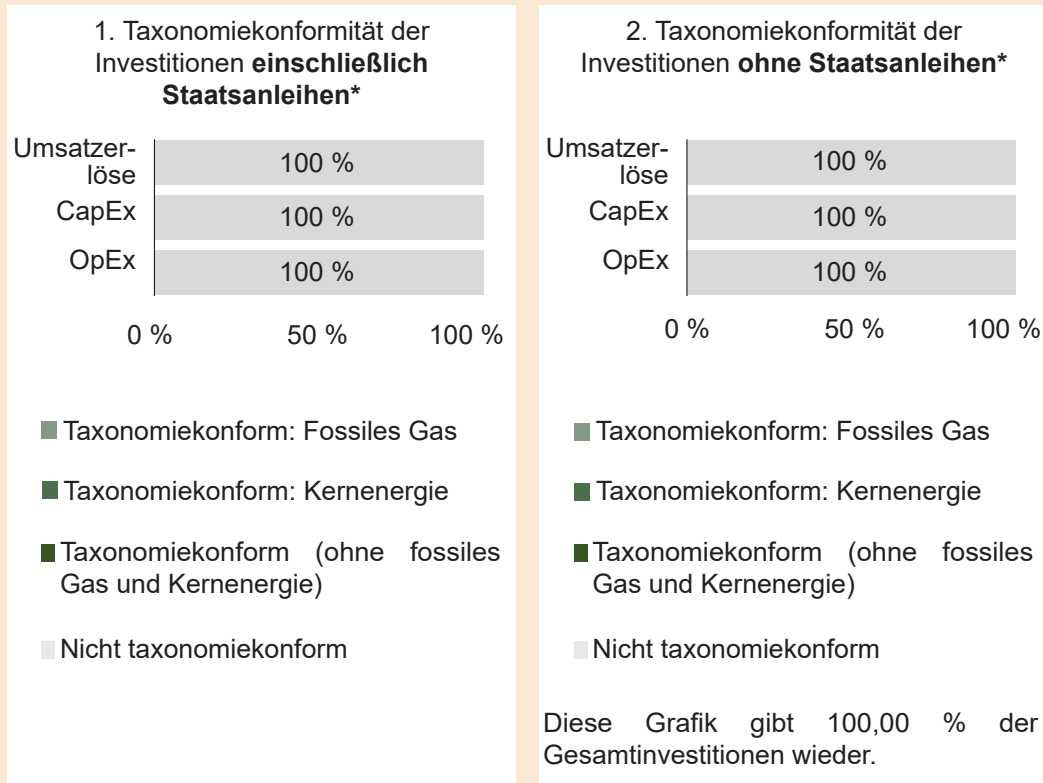 1. Taxonomiekonformität der
Investitionen einschließlich
Staatsanleihen*
Umsatzer-
löse
100 %
CapEx
100 %
OpEx
100 %
0 % 50 % 100 %
Taxonomiekonform: Fossiles Gas
Taxonomiekonform: Kernenergie
Taxonomiekonform (ohne fossiles
Gas und Kernenergie)
Nicht taxonomiekonform
2. Taxonomiekonformität der
Investitionen ohne Staatsanleihen*
Umsatzer-
löse
100 %
CapEx
100 %
OpEx
100 %
0 % 50 % 100 %
Taxonomiekonform: Fossiles Gas
Taxonomiekonform: Kernenergie
Taxonomiekonform (ohne fossiles
Gas und Kernenergie)
Nicht taxonomiekonform
Diese Grafik gibt 100,00 % der
Gesamtinvestitionen wieder.